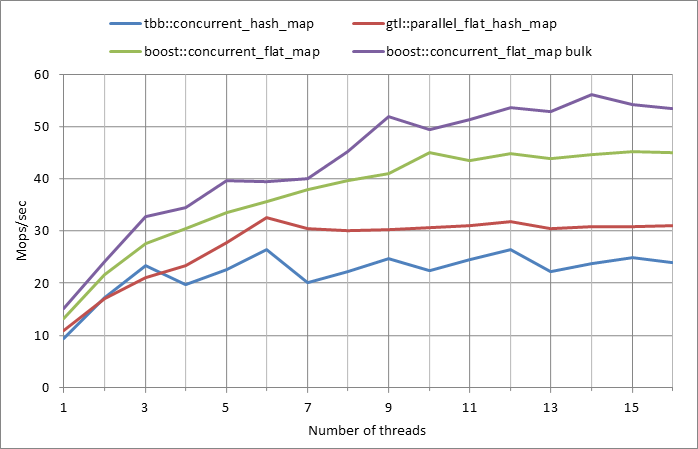 tbb::concurrent_hash_map gtl::parallel_flat_hash_map
boost::concurrent_flat_map boost::concurrent_flat_map bulk
60
50
40
30
20
10
0
Mops/sec
1 3 5 7 9 11 13 15
Number of threads